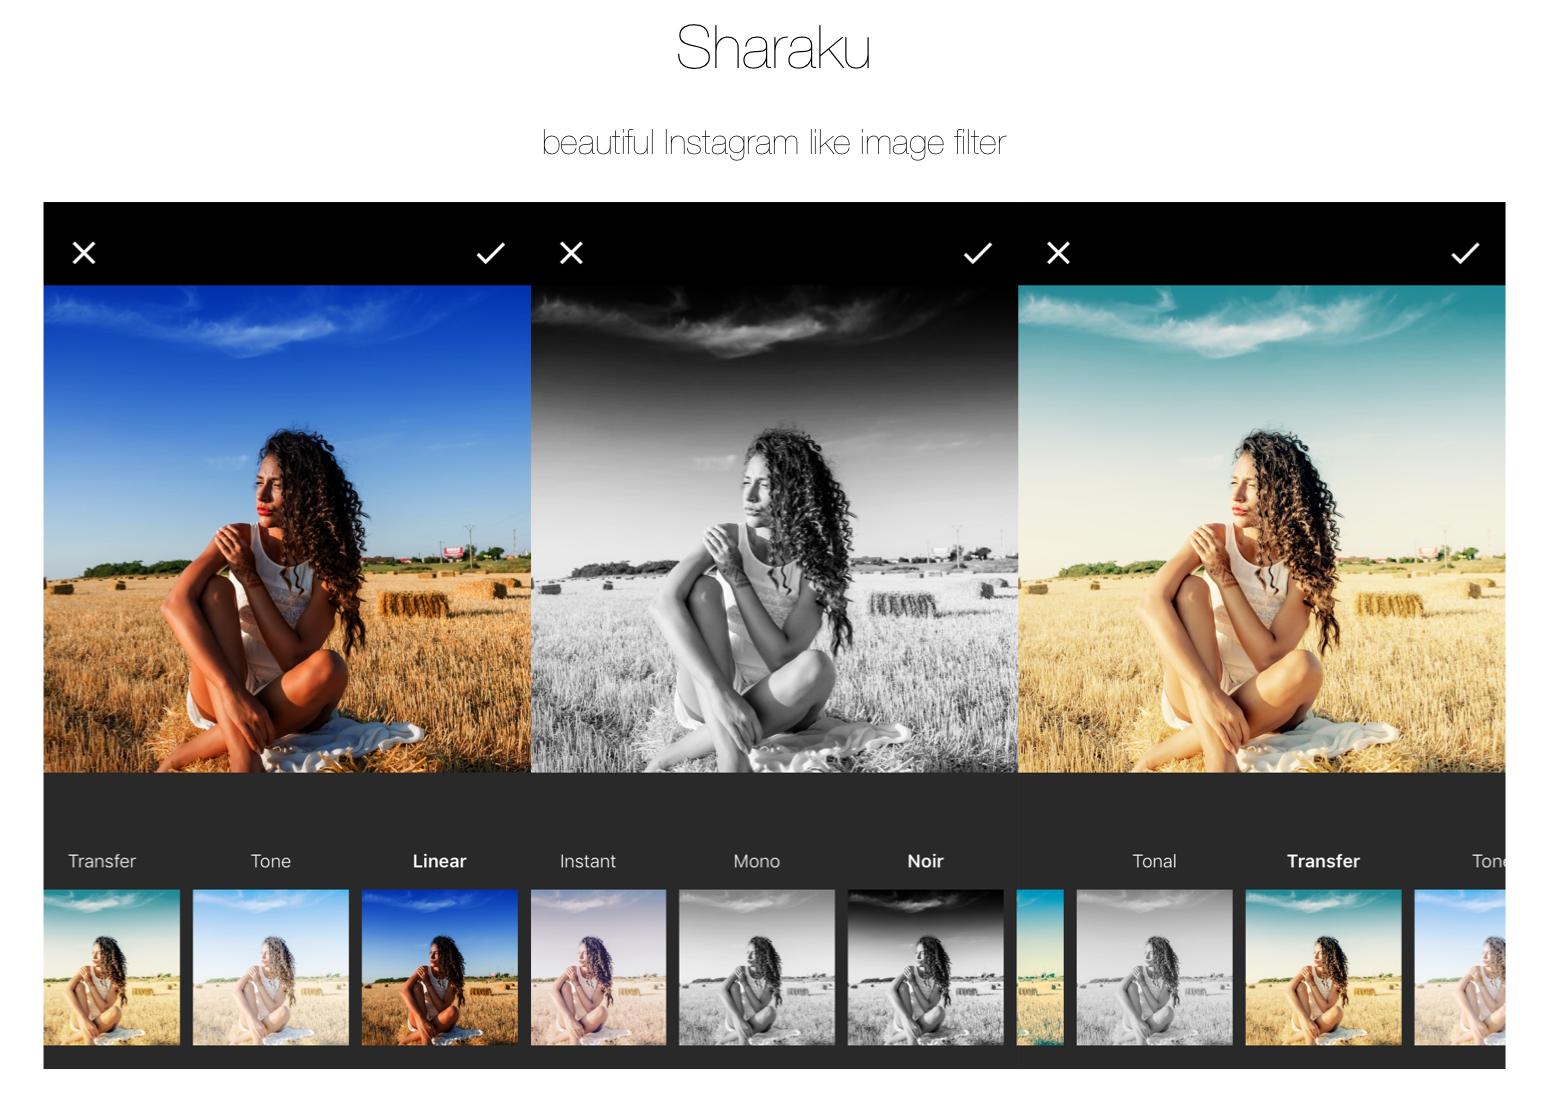 Sharaku
beautiful Instagram like image filter
Transfer Tone Linear Instant Mono Noir Tonal Transfer Tone